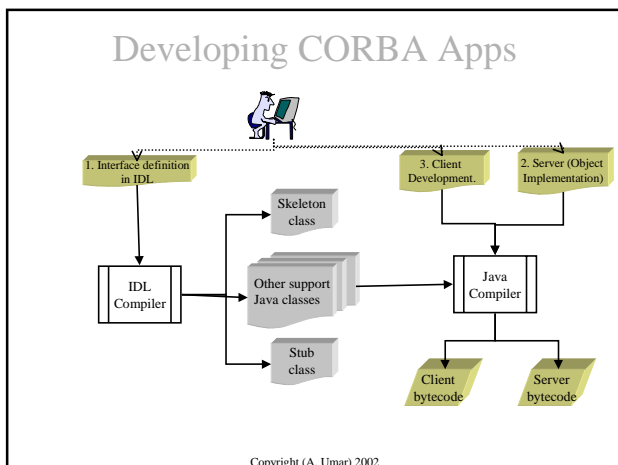 Developing CORBA Apps
1. Interface definition
in IDL
3. Client
Development.
2. Server (Object
Implementation)
Skeleton
class
IDL
Compiler
Other support
Java classes
Java
Compiler
Stub
class
Client
bytecode
Server
bytecode
Copyright (A. Umar) 2002